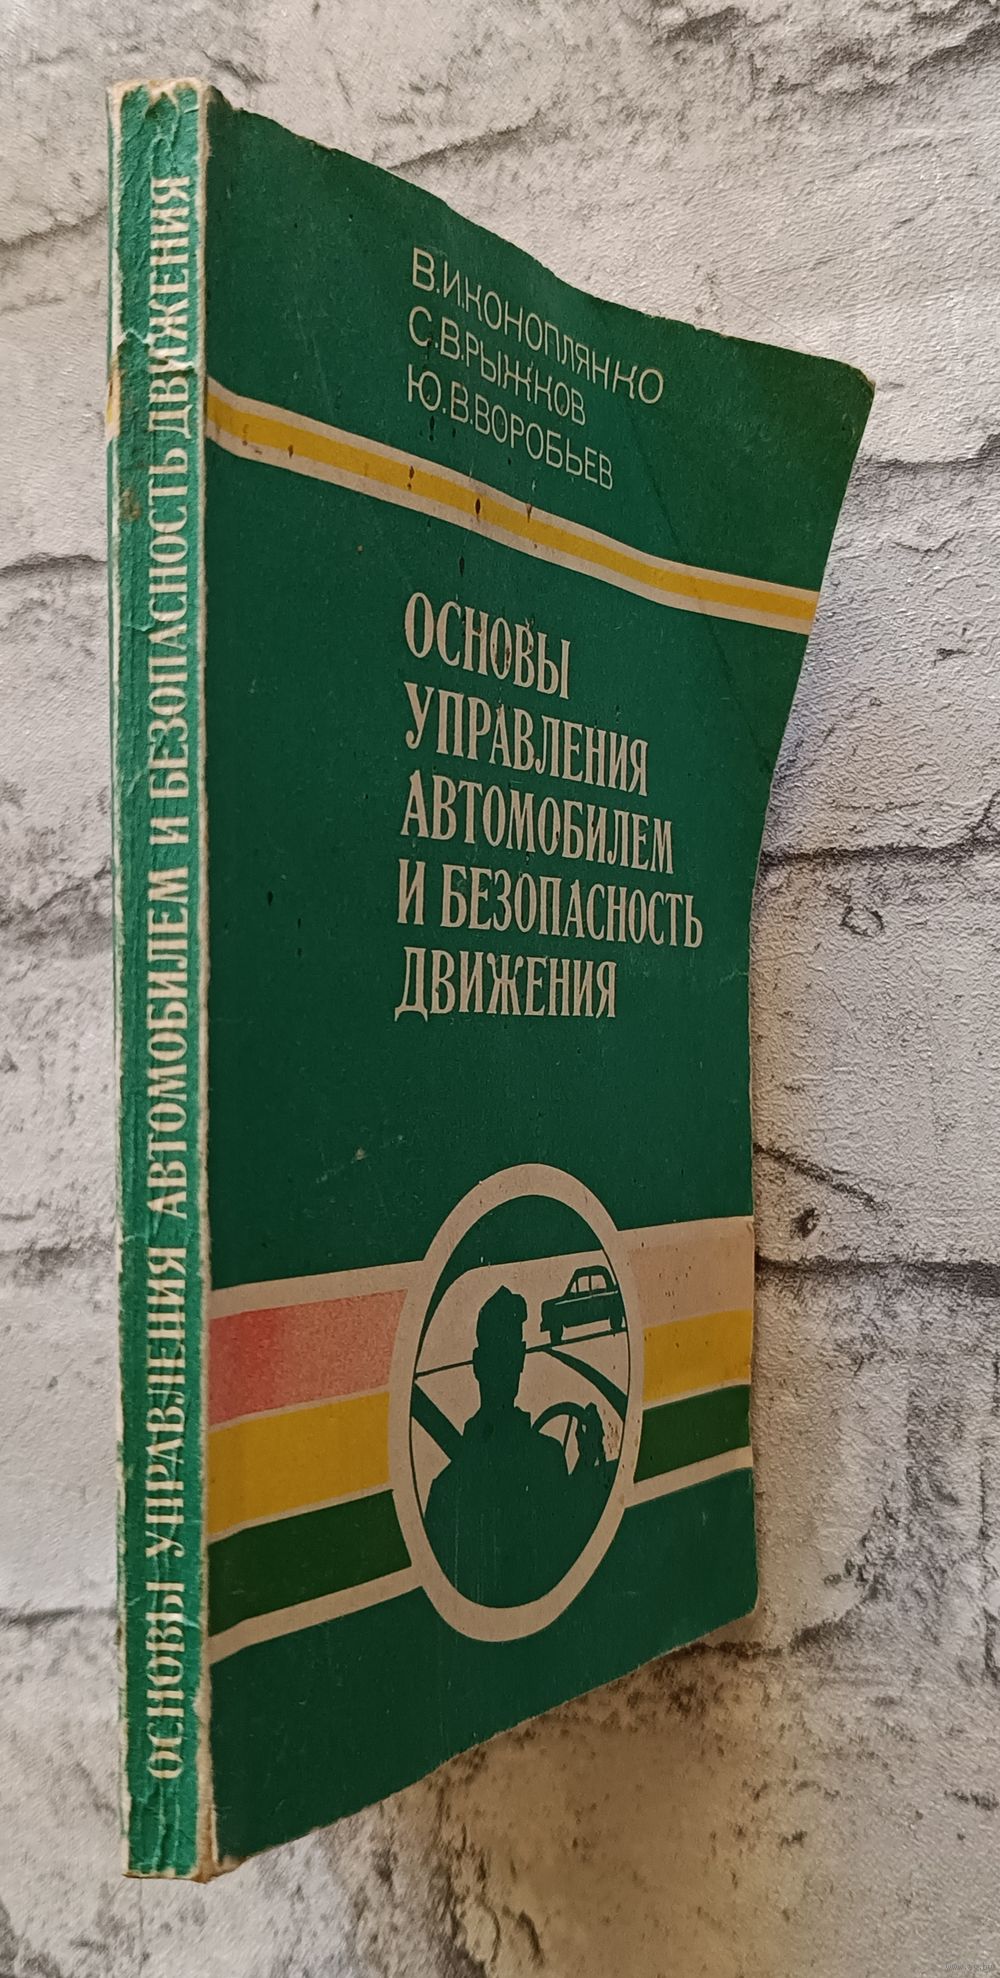 В.И.КОНОПЛЯНКО
С.В.РЫЖКОВ
Ю.В.ВОРОБЬЕВ
ОСНОВЫ
УПРАВЛЕНИЯ
АВТОМОБИЛЕМ
И БЕЗОПАСНОСТЬ
ДВИЖЕНИЯ
ОСНОВЫ УПРАВЛЕНИЯ АВТОМОБИЛЕМ И БЕЗОПАСНОСТЬ ДВИЖЕНИЯ